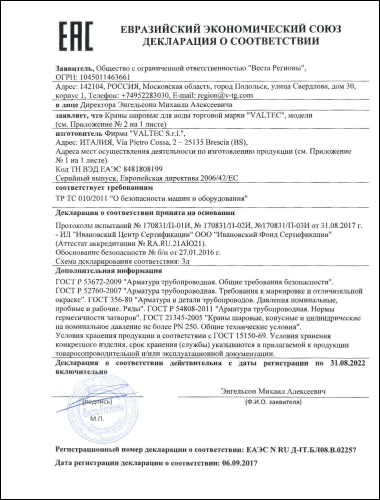 ЕАС
ЕВРАЗИЙСКИЙ ЭКОНОМИЧЕСКИЙ СОЮЗ
ДЕКЛАРАЦИЯ О СООТВЕТСТВИИ
Заявитель, Общество с ограниченной ответственностью "Веста Регионы",
ОГРН: 1045011463661
Адрес: 142104, РОССИЯ, Московская область, город Подольск, улица Свердлова, дом 30,
корпус 1, Телефон: +74952283030, E-mail: region@v-tg.com
в лице Директора Энгельсона Михаила Алексеевича
заявляет, что Краны шаровые для воды торговой марки "VALTEC", модели
(см. Приложение № 2 на 1 листе)
изготовитель Фирма "VALTEC S.r.l.",
Адрес: ИТАЛИЯ, Via Pietro Cossa, 2 – 25135 Brescia (BS),
Адреса мест осуществления деятельности по изготовлению продукции (см. Приложение
№ 1 на 1 листе)
Код ТН ВЭД ЕАЭС 8481808199
Серийный выпуск, Европейская директива 2006/42/ЕС
соответствует требованиям
ТР ТС 010/2011 "О безопасности машин и оборудования"
Декларация о соответствии принята на основании
Протоколы испытаний № 170831/П-01И, № 170831/П-02И, №170831/П-03И от 31.08.2017 г.
- ИЛ "Ивановский Центр Сертификации" ООО "Ивановский Фонд Сертификации"
(Аттестат аккредитации № RA.RU.21АЮ21).
Обоснование безопасности № б/н от 27.01.2016 г.
Схема декларирования соответствия: 3д
Дополнительная информация
ГОСТ Р 53672-2009 "Арматура трубопроводная. Общие требования безопасности".
ГОСТ Р 52760-2007 "Арматура трубопроводная. Требования к маркировке и отличительной
окраске". ГОСТ 356-80 "Арматура и детали трубопроводов. Давления номинальные,
пробные и рабочие. Ряды". ГОСТ Р 54808-2011 "Арматура трубопроводная. Нормы
герметичности затворов". ГОСТ 21345-2005 "Краны шаровые, конусные и цилиндрические
на номинальное давление не более PN 250. Общие технические условия".
Условия хранения продукции в соответствии с ГОСТ 15150-69. Условия хранения
конкретного изделия, срок хранения (службы) указываются в прилагаемой к продукции
товаросопроводительной и/или эксплуатационной документации.
Декларация о соответствии действительна с даты регистрации по 31.08.2022
включительно
Энгельсон Михаил Алексеевич
(подпись)
(Ф.И.О. заявителя)
М.П.
Регистрационный номер декларации о соответствии: ЕАЭС N RU Д-IT.БЛ08.В.02257
Дата регистрации декларации о соответствии: 06.09.2017